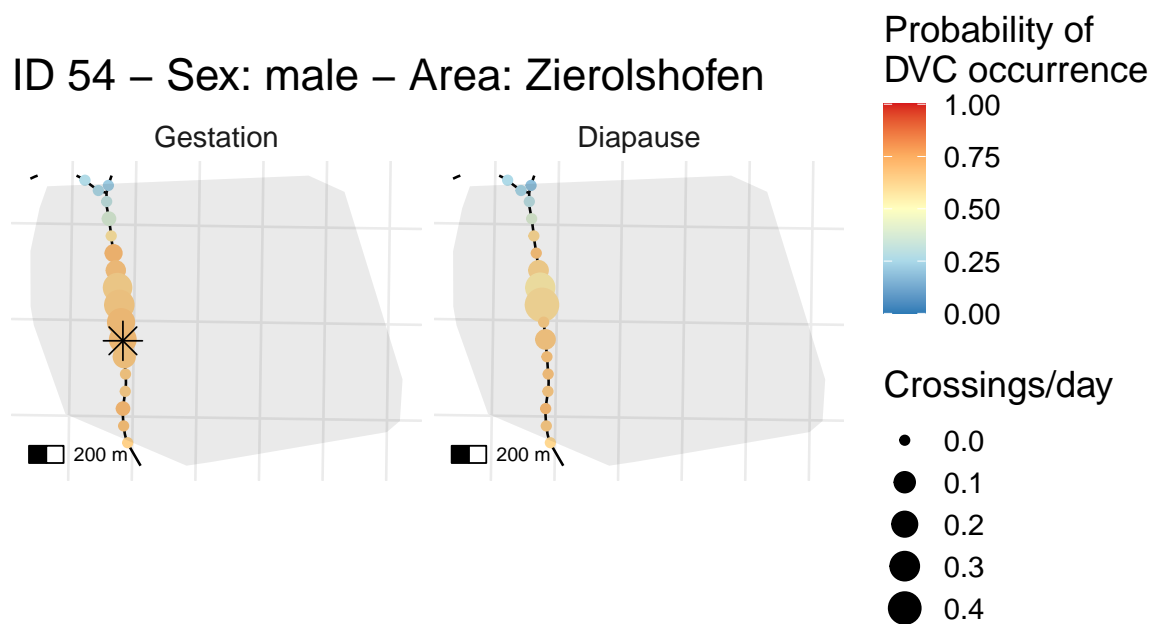 ID 54 – Sex: male – Area: Zierolshofen
Gestation
Diapause
200 m
200 m
Probability of
DVC occurrence
1.00
0.75
0.50
0.25
0.00
Crossings/day
0.0
0.1
0.2
0.3
0.4